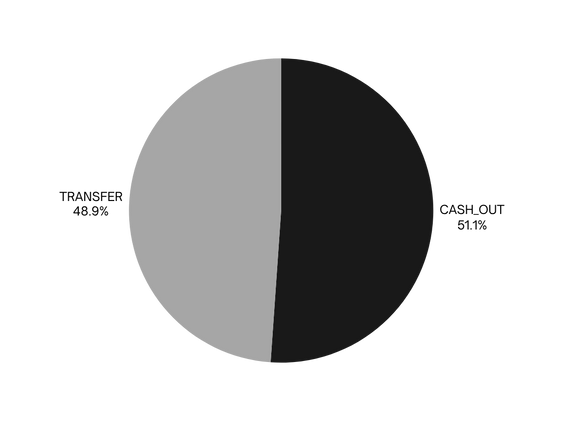 TRANSFER
48.9%
CASH_OUT
51.1%